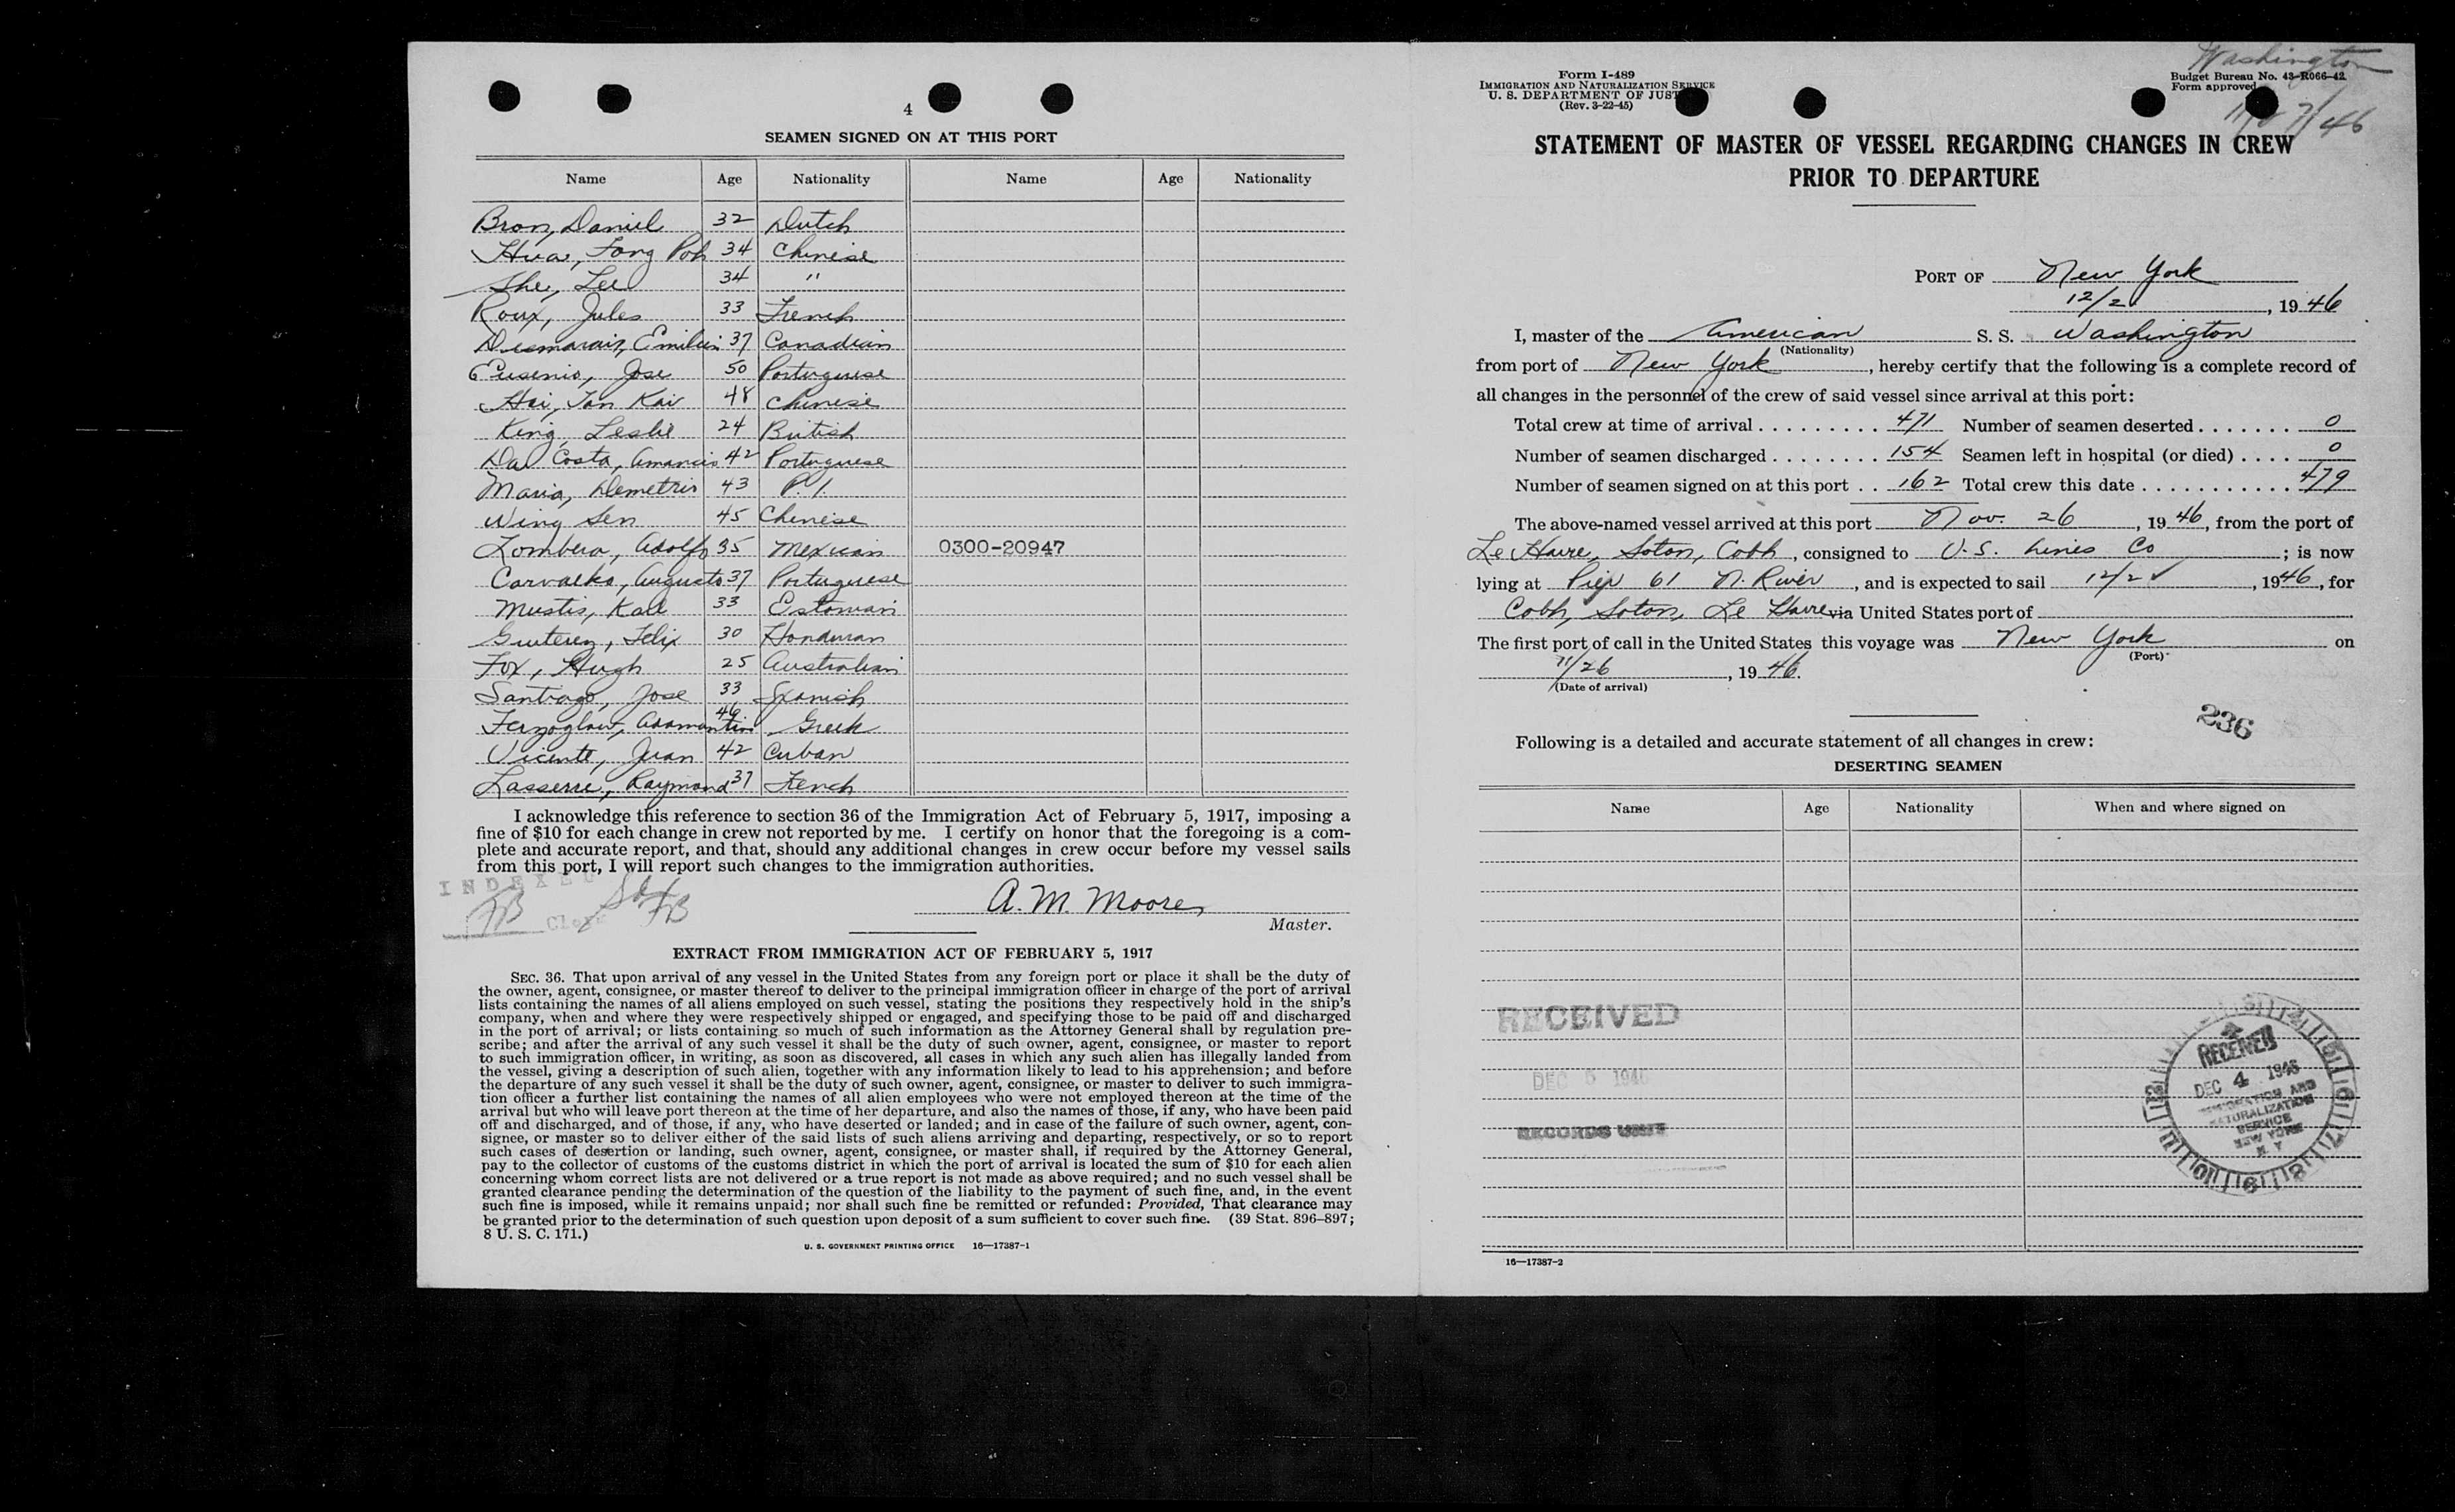 4
SEAMEN SIGNED ON AT THIS PORT
Name Age Nationality Name Age Nationality
Bron, Daniel 32 Dutch
Hua, Fong Poh 34 Chinese
She, Lee 34 "
Roux, Jules 33 French
Desmarais, Emilien 37 Canadian
Eusenio, Jose 50 Portuguese
Hai, Tan Kai 48 Chinese
King, Leslie 24 British
Da Costa, Amancio 42 Portuguese
Maria, Demetrio 43 P.I.
Wing Sen 45 Chinese
Lombera, Adolfo 35 Mexican 0300-20947
Carvalho, Augusto 37 Portuguese
Mustis, Karl 33 Estonian
Gutierez, Felix 30 Honduran
Fox, Hugh 25 Australian
Santiago, Jose 33 Spanish
46 Greek
Vicente, Juan 42 Cuban
Lasserre, Raymond 37 French
I acknowledge this reference to section 36 of the Immigration Act of February 5, 1917, imposing a
fine of $10 for each change in crew not reported by me. I certify on honor that the foregoing is a com-
plete and accurate report, and that, should any additional changes in crew occur before my vessel sails
from this port, I will report such changes to the immigration authorities.
INDEXED
FB Clerk FB
A. M. Moore
Master.
EXTRACT FROM IMMIGRATION ACT OF FEBRUARY 5, 1917
SEC. 36. That upon arrival of any vessel in the United States from any foreign port or place it shall be the duty of
the owner, agent, consignee, or master thereof to deliver to the principal immigration officer in charge of the port of arrival
lists containing the names of all aliens employed on such vessel, stating the positions they respectively hold in the ship's
company, when and where they were respectively shipped or engaged, and specifying those to be paid off and discharged
in the port of arrival; or lists containing so much of such information as the Attorney General shall by regulation pre-
scribe; and after the arrival of any such vessel it shall be the duty of such owner, agent, consignee, or master to report
to such immigration officer, in writing, as soon as discovered, all cases in which any such alien has illegally landed from
the vessel, giving a description of such alien, together with any information likely to lead to his apprehension; and before
the departure of any such vessel it shall be the duty of such owner, agent, consignee, or master to deliver to such immigra-
tion officer a further list containing the names of all alien employees who were not employed thereon at the time of the
arrival but who will leave port thereon at the time of her departure, and also the names of those, if any, who have been paid
off and discharged, and of those, if any, who have deserted or landed; and in case of the failure of such owner, agent, con-
signee, or master so to deliver either of the said lists of such aliens arriving and departing, respectively, or so to report
such cases of desertion or landing, such owner, agent, consignee, or master shall, if required by the Attorney General,
pay to the collector of customs of the customs district in which the port of arrival is located the sum of $10 for each alien
concerning whom correct lists are not delivered or a true report is not made as above required; and no such vessel shall be
granted clearance pending the determination of the question of the liability to the payment of such fine, and, in the event
such fine is imposed, while it remains unpaid; nor shall such fine be remitted or refunded: Provided, That clearance may
be granted prior to the determination of such question upon deposit of a sum sufficient to cover such fine. (39 Stat. 896–897;
8 U. S. C. 171.)
U. S. GOVERNMENT PRINTING OFFICE 16—17387-1
Washington
Form I-489
IMMIGRATION AND NATURALIZATION SERVICE
U. S. DEPARTMENT OF JUST
(Rev. 3-22-45)
Budget Bureau No. 43-R066-42.
Form approved
STATEMENT OF MASTER OF VESSEL REGARDING CHANGES IN CREW
PRIOR TO DEPARTURE
PORT OF New York
12/2, 1946
I, master of the American S. S. Washington
(Nationality)
from port of New York, hereby certify that the following is a complete record of
all changes in the personnel of the crew of said vessel since arrival at this port:
Total crew at time of arrival . . . . . . . . . 471 Number of seamen deserted . . . . . . . 0
Number of seamen discharged . . . . . . . . 154 Seamen left in hospital (or died) . . . . 0
Number of seamen signed on at this port . . 162 Total crew this date . . . . . . . . . . . 479
The above-named vessel arrived at this port Nov. 26, 1946, from the port of
Le Havre, Soton, Cobh, consigned to U.S. Lines Co; is now
lying at Pier 61 N. River, and is expected to sail 12/2 ✓, 1946, for
Cobh, Soton, Le Havre via United States port of
The first port of call in the United States this voyage was New York on
(Port)
11/26, 1946.
(Date of arrival)
236
Following is a detailed and accurate statement of all changes in crew:
DESERTING SEAMEN
Name Age Nationality When and where signed on
RECEIVED
DEC 5 1946
RECORDS UNIT
RECEIVED
DEC 4 1946
IMMIGRATION AND
NATURALIZATION
SERVICE
NEW YORK
N Y
16—17387-2